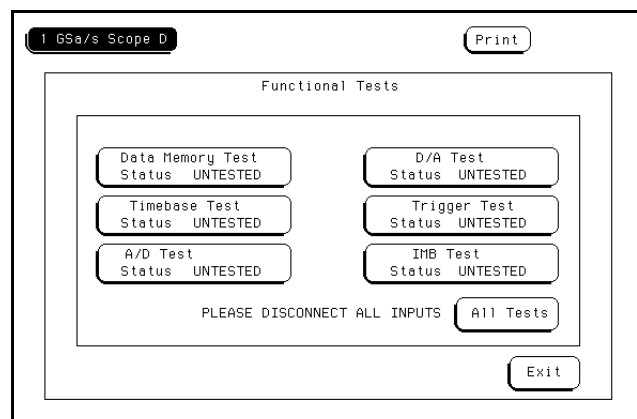 1 GSa/s Scope D
Print
Functional Tests
Data Memory Test
Status UNTESTED
D/A Test
Status UNTESTED
Timebase Test
Status UNTESTED
Trigger Test
Status UNTESTED
A/D Test
Status UNTESTED
IMB Test
Status UNTESTED
PLEASE DISCONNECT ALL INPUTS
All Tests
Exit